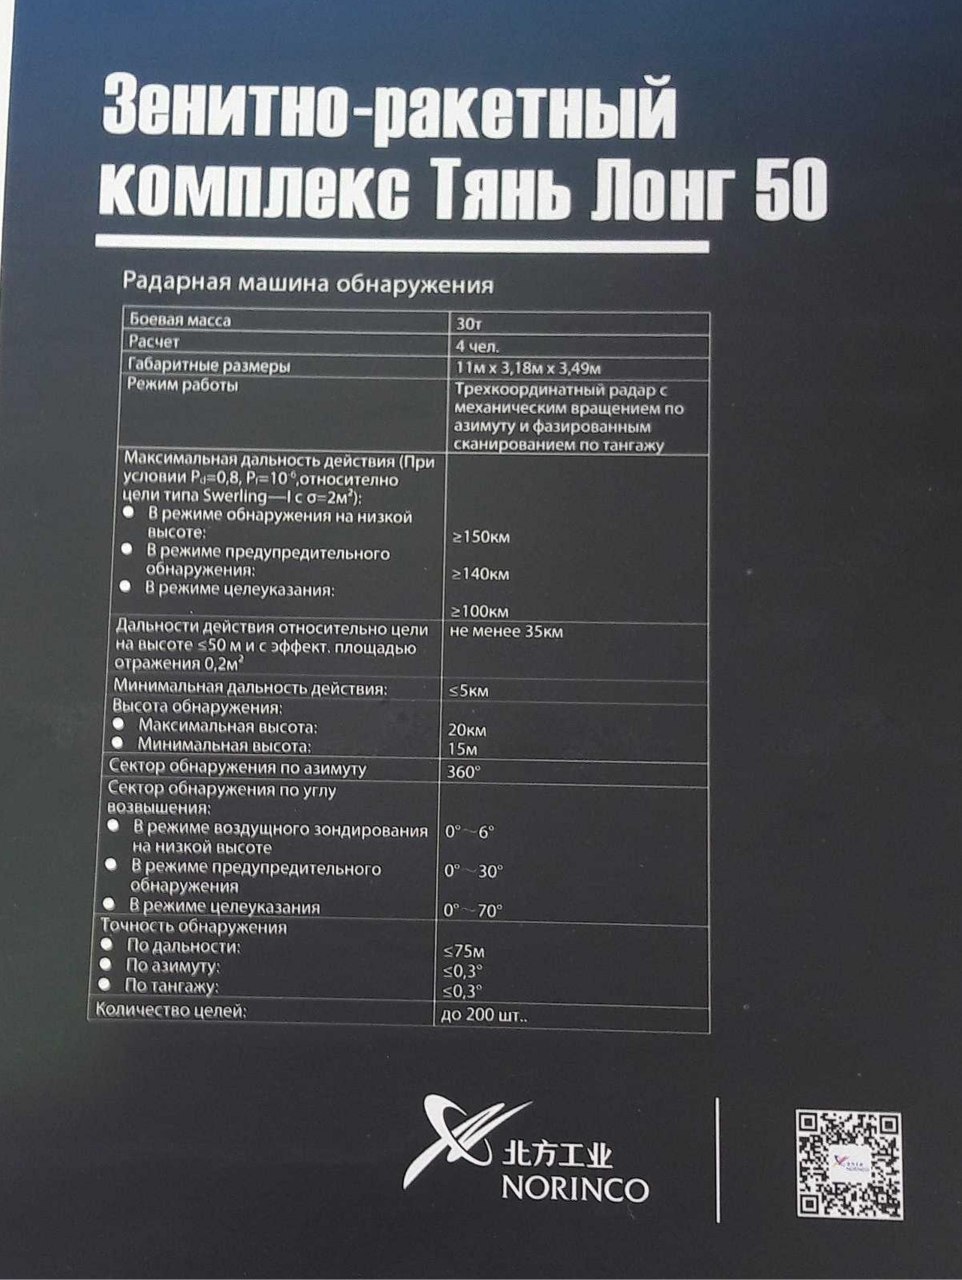 Зенитно-ракетный
комплекс Тянь Лонг 50
Радарная машина обнаружения
Боевая масса 30т
Расчет 4 чел.
Габаритные размеры 11м x 3,18м x 3,49м
Режим работы Трехкоординатный радар с
механическим вращением по
азимуту и фазированным
сканированием по тангажу
Максимальная дальность действия (При
условии Pd=0,8, Pf=10⁻⁶,относително
цели типа Swerling—I с σ=2м²):
● В режиме обнаружения на низкой
высоте: ≥150км
● В режиме предупредительного
обнаружения: ≥140км
● В режиме целеуказания:
≥100км
Дальности действия относительно цели не менее 35км
на высоте ≤50 м и с эффект. площадью
отражения 0,2м²
Минимальная дальность действия: ≤5км
Высота обнаружения:
● Максимальная высота: 20км
● Минимальная высота: 15м
Сектор обнаружения по азимуту 360°
Сектор обнаружения по углу
возвышения:
● В режиме воздушного зондирования 0°~6°
на низкой высоте
● В режиме предупредительного 0°~30°
обнаружения
● В режиме целеуказания 0°~70°
Точность обнаружения
● По дальности: ≤75м
● По азимуту: ≤0,3°
● По тангажу: ≤0,3°
Количество целей: до 200 шт..
北方工业
NORINCO
NORINCO